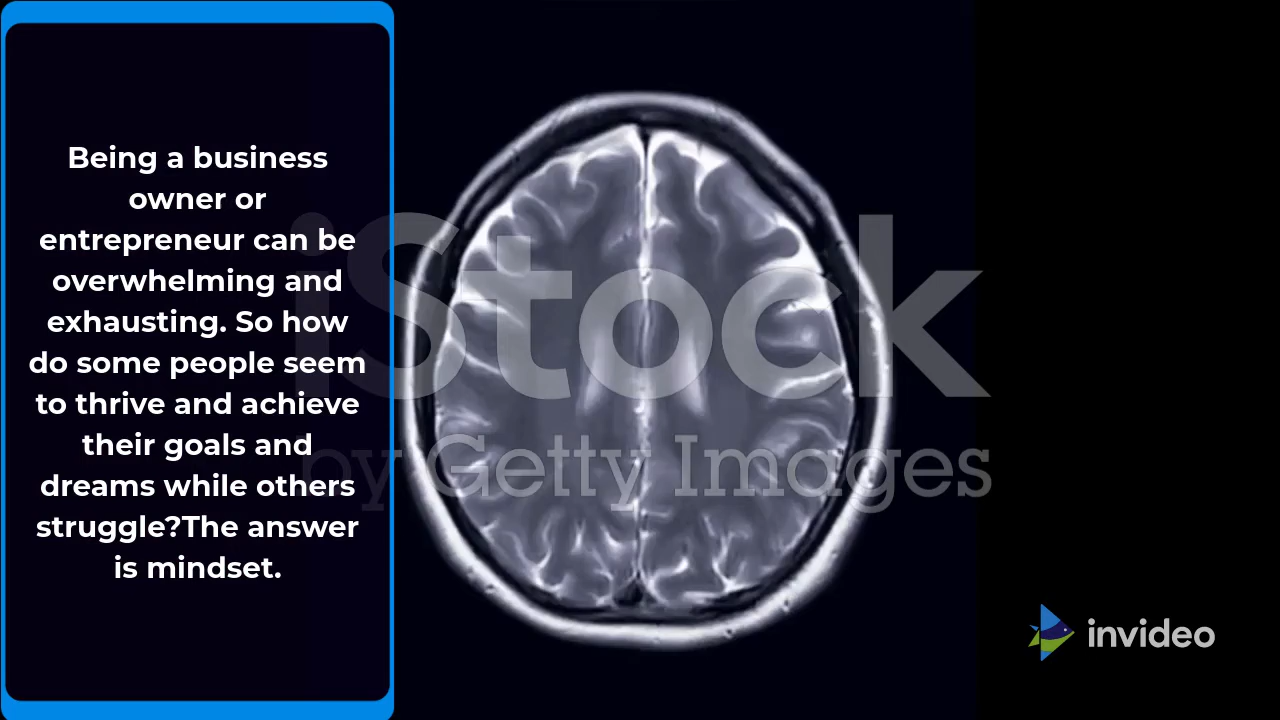 Being a business
owner or
entrepreneur can be
overwhelming and
exhausting. So how
do some people seem
to thrive and achieve
their goals and
dreams while others
struggle?The answer
is mindset.
iStock
by Getty Images
invideo